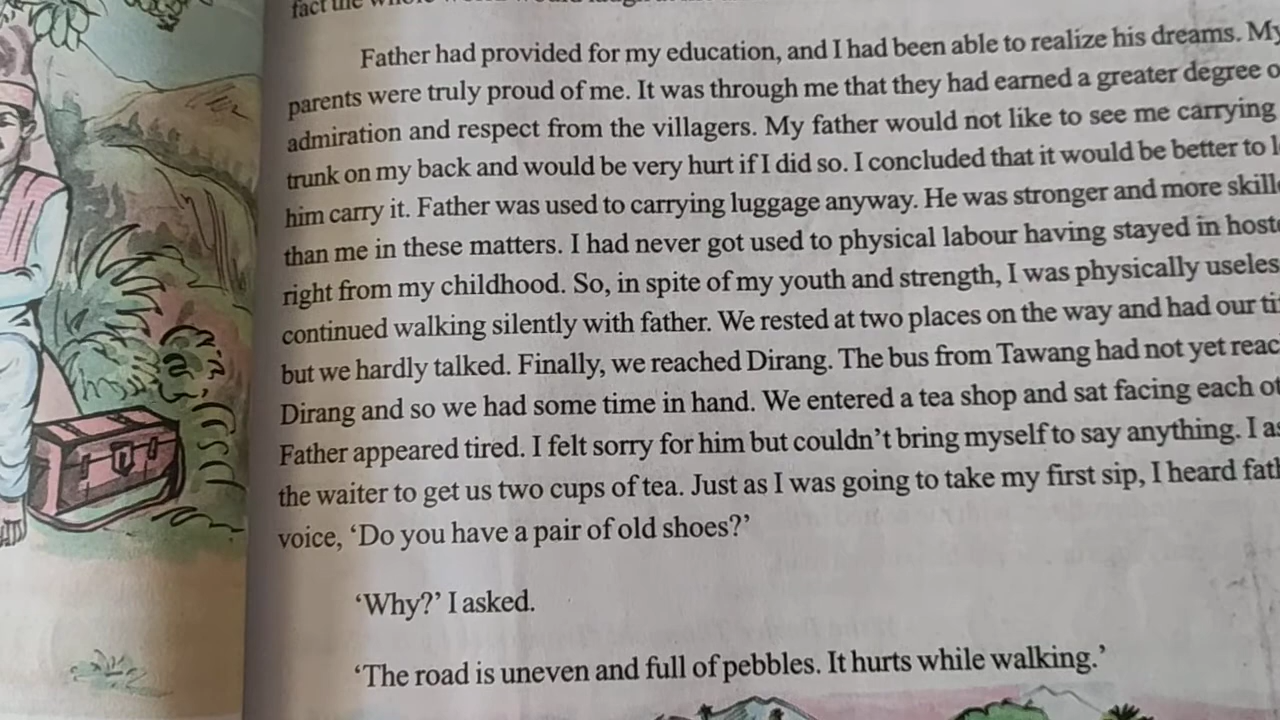 fact the
Father had provided for my education, and I had been able to realize his dreams. My
parents were truly proud of me. It was through me that they had earned a greater degree o
admiration and respect from the villagers. My father would not like to see me carrying
trunk on my back and would be very hurt if I did so. I concluded that it would be better to l
him carry it. Father was used to carrying luggage anyway. He was stronger and more skill
than me in these matters. I had never got used to physical labour having stayed in host
right from my childhood. So, in spite of my youth and strength, I was physically useles
continued walking silently with father. We rested at two places on the way and had our ti
but we hardly talked. Finally, we reached Dirang. The bus from Tawang had not yet reac
Dirang and so we had some time in hand. We entered a tea shop and sat facing each ot
Father appeared tired. I felt sorry for him but couldn't bring myself to say anything. I as
the waiter to get us two cups of tea. Just as I was going to take my first sip, I heard fath
voice, ‘Do you have a pair of old shoes?’
‘Why?’ I asked.
‘The road is uneven and full of pebbles. It hurts while walking.’